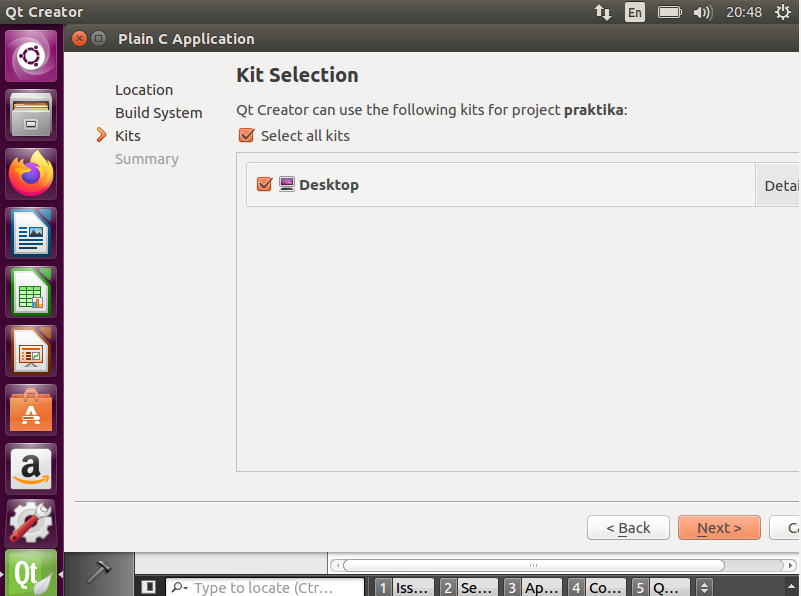 Qt Creator
En
20:48
Plain C Application
Location
Build System
Kits
Summary
Kit Selection
Qt Creator can use the following kits for project praktika:
Select all kits
Desktop
Detai
< Back
Next >
Ca
Qt
Type to locate (Ctr...
1 Iss...
2 Se...
3 Ap...
4 Co...
5 Q...